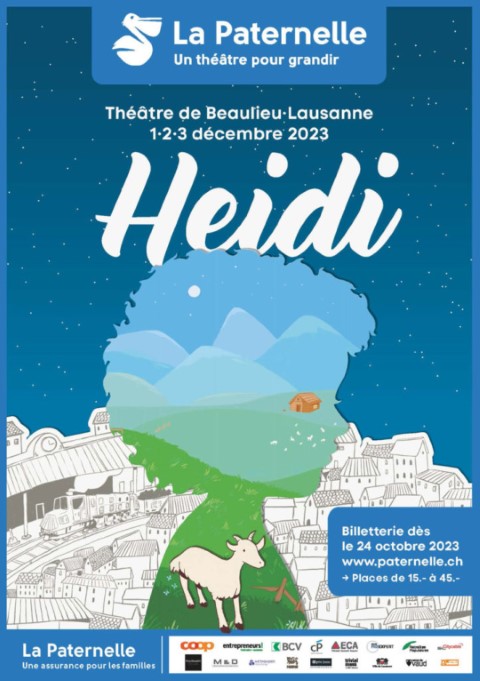 La Paternelle
Un théâtre pour grandir
Théâtre de Beaulieu·Lausanne
1·2·3 décembre 2023
Heidi
Billetterie dès
le 24 octobre 2023
www.paternelle.ch
→ Places de 15.- à 45.-
La Paternelle
Une assurance pour les familles
coop
BCV
CP
ECA
M&D
vaud